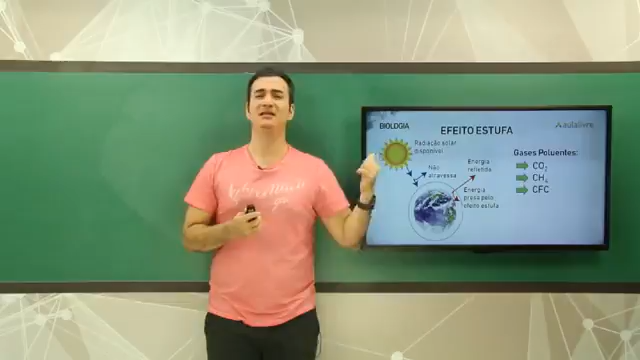 BIOLOGIA
EFEITO ESTUFA
Aaulalivre
Radiação solar
disponível
Não
atravessa
Energia
refletida
Energia
presa pelo
efeito estufa
Gases Poluentes:
CO2
CH4
CFC